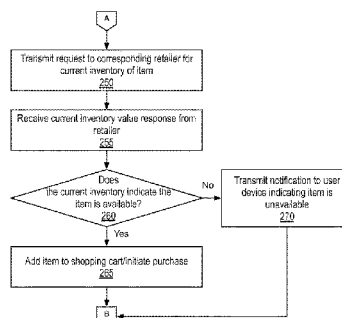 A
Transmit request to corresponding retailer for
current inventory of item
250
Receive current inventory value response from
retailer
255
Does
the current inventory indicate the
item is available?
260
No
Transmit notification to user
device indicating item is
unavailable
270
Yes
Add item to shopping cart/initiate purchase
265
B